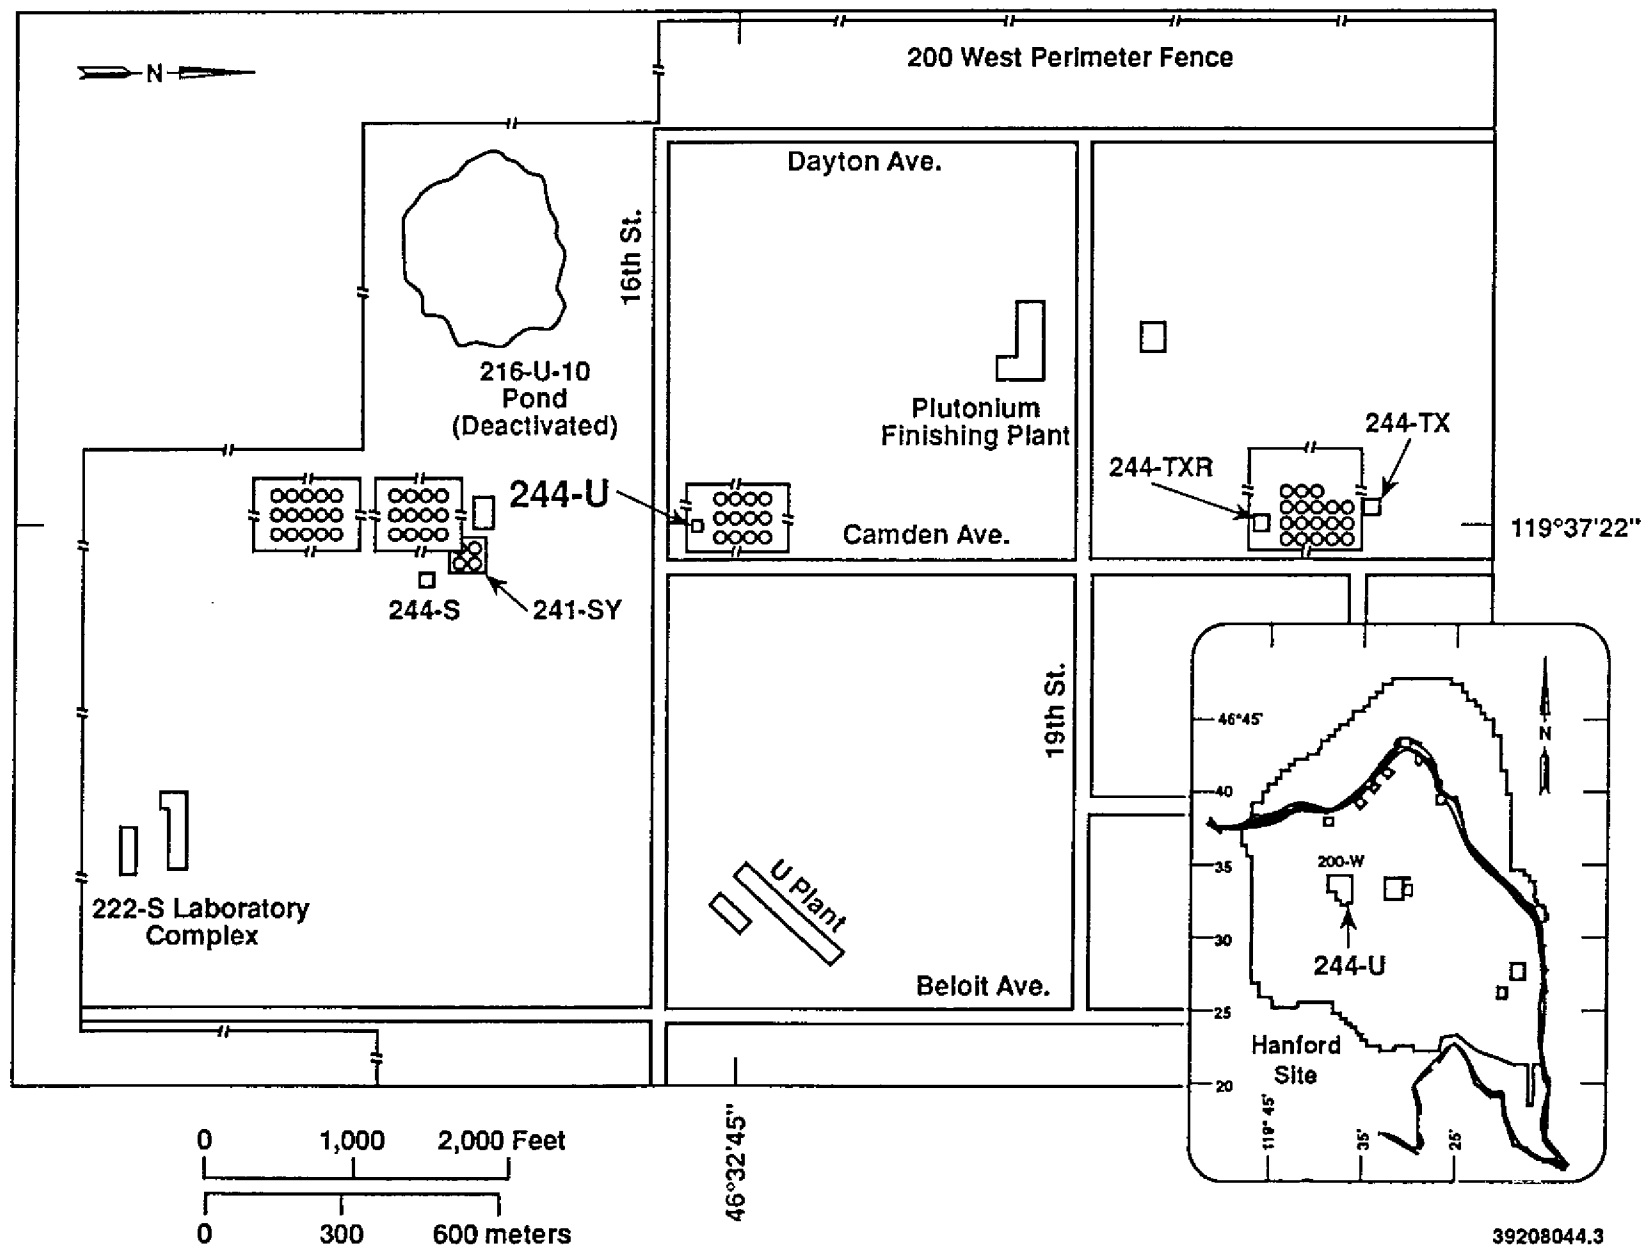 200 West Perimeter Fence
N
Dayton Ave.
16th St.
216-U-10
Pond
(Deactivated)
Plutonium
Finishing Plant
244-TX
244-TXR
244-U
Camden Ave.
119°37'22"
244-S
241-SY
19th St.
222-S Laboratory
Complex
U Plant
Beloit Ave.
46°45'
N
40
35
200-W
30
244-U
25
Hanford
Site
20
119° 45'
35'
25'
0 1,000 2,000 Feet
0 300 600 meters
46°32'45"
39208044.3